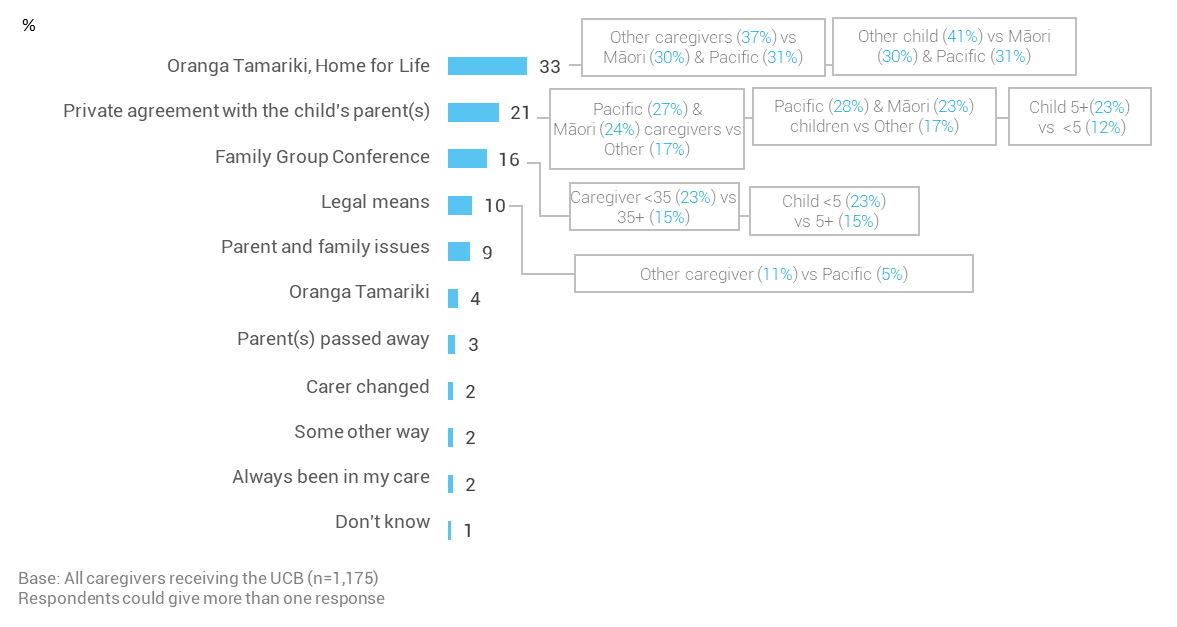 %
Oranga Tamariki, Home for Life 33
Other caregivers (37%) vs
Māori (30%) & Pacific (31%)
Other child (41%) vs Māori
(30%) & Pacific (31%)
Private agreement with the child's parent(s) 21
Pacific (27%) &
Māori (24%) caregivers vs
Other (17%)
Pacific (28%) & Māori (23%)
children vs Other (17%)
Child 5+(23%)
vs <5 (12%)
Family Group Conference 16
Caregiver <35 (23%) vs
35+ (15%)
Child <5 (23%)
vs 5+ (15%)
Legal means 10
Other caregiver (11%) vs Pacific (5%)
Parent and family issues 9
Oranga Tamariki 4
Parent(s) passed away 3
Carer changed 2
Some other way 2
Always been in my care 2
Don't know 1
Base: All caregivers receiving the UCB (n=1,175)
Respondents could give more than one response